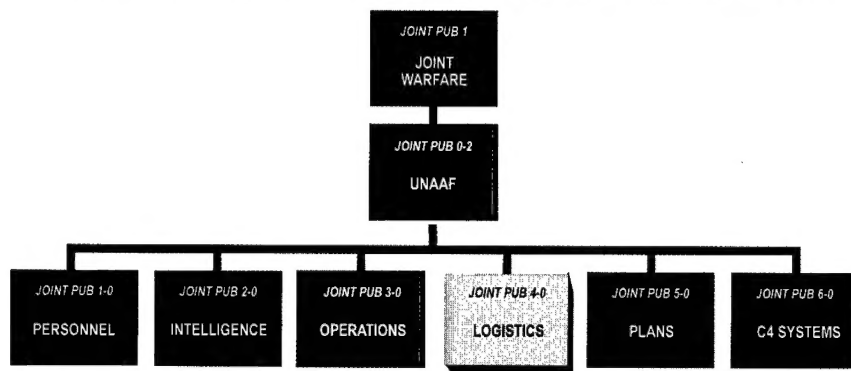 JOINT PUB 1
JOINT
WARFARE
JOINT PUB 0-2
UNAAF
JOINT PUB 1-0
PERSONNEL
JOINT PUB 2-0
INTELLIGENCE
JOINT PUB 3-0
OPERATIONS
JOINT PUB 4-0
LOGISTICS
JOINT PUB 5-0
PLANS
JOINT PUB 6-0
C4 SYSTEMS